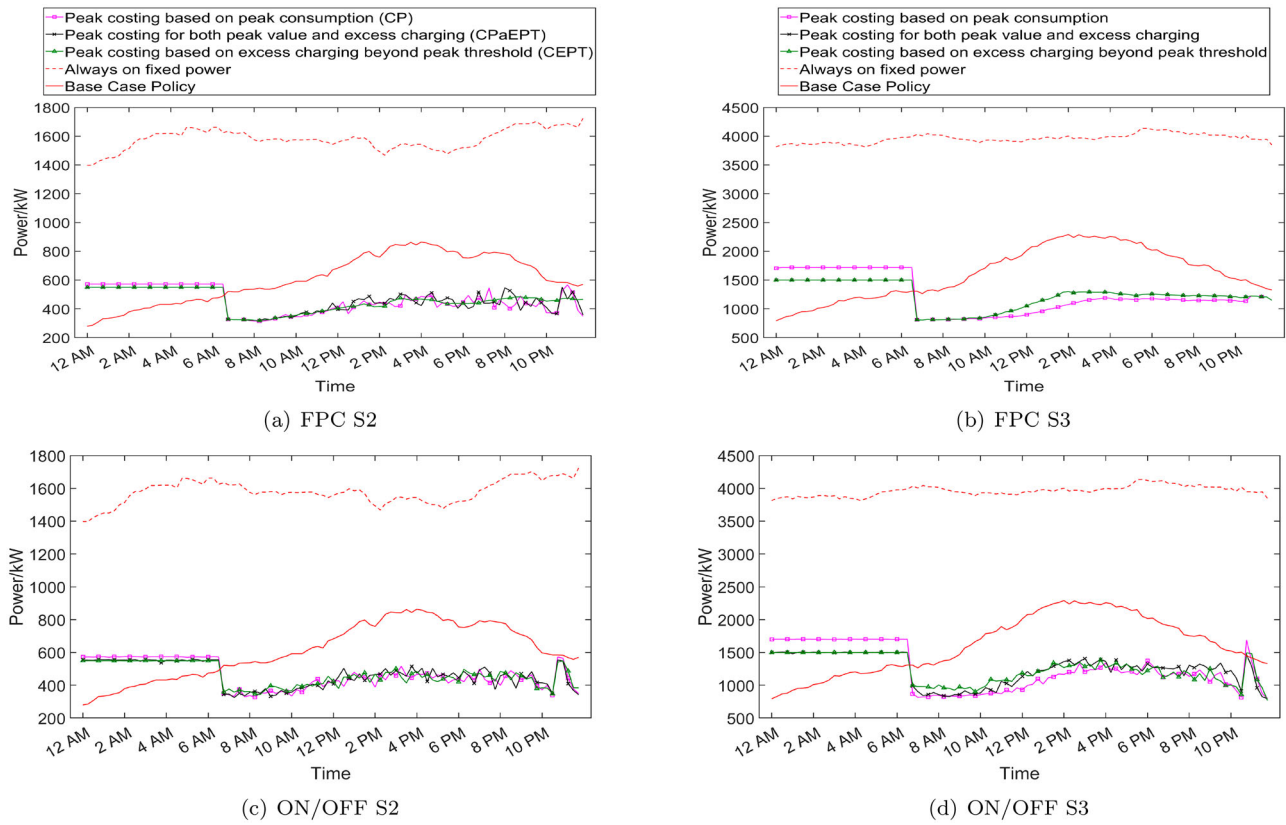 Peak costing based on peak consumption (CP)
Peak costing for both peak value and excess charging (CPaEPT)
Peak costing based on excess charging beyond peak threshold (CEPT)
Always on fixed power
Base Case Policy
1800
1600
1400
1200
1000
800
600
400
200
Power/kW
12 AM
2 AM
4 AM
6 AM
8 AM
10 AM
12 PM
2 PM
4 PM
6 PM
8 PM
10 PM
Time
(a) FPC S2
Peak costing based on peak consumption
Peak costing for both peak value and excess charging
Peak costing based on excess charging beyond peak threshold
Always on fixed power
Base Case Policy
4500
4000
3500
3000
2500
2000
1500
1000
500
Power/kW
12 AM
2 AM
4 AM
6 AM
8 AM
10 AM
12 PM
2 PM
4 PM
6 PM
8 PM
10 PM
Time
(b) FPC S3
1800
1600
1400
1200
1000
800
600
400
200
Power/kW
12 AM
2 AM
4 AM
6 AM
8 AM
10 AM
12 PM
2 PM
4 PM
6 PM
8 PM
10 PM
Time
(c) ON/OFF S2
4500
4000
3500
3000
2500
2000
1500
1000
500
Power/kW
12 AM
2 AM
4 AM
6 AM
8 AM
10 AM
12 PM
2 PM
4 PM
6 PM
8 PM
10 PM
Time
(d) ON/OFF S3